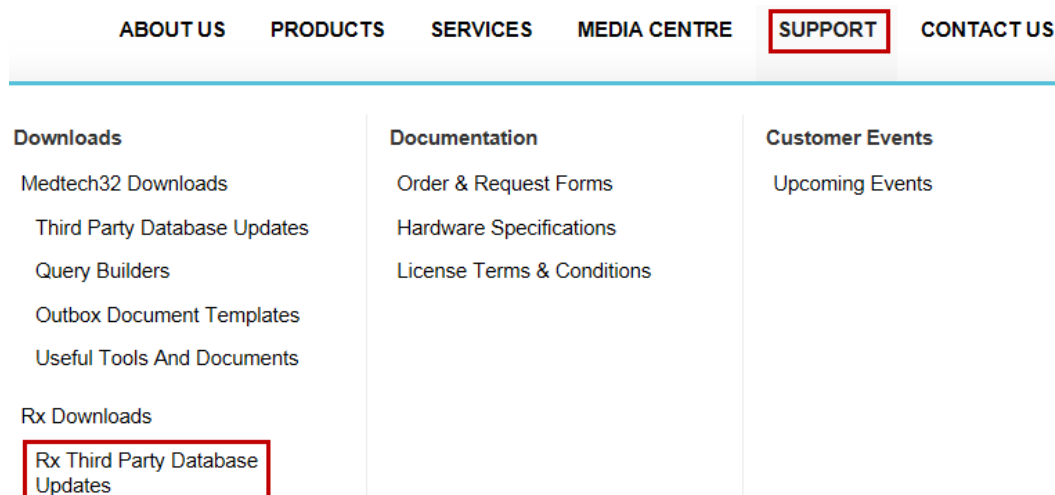 ABOUT US PRODUCTS SERVICES MEDIA CENTRE SUPPORT CONTACT US
Downloads
Medtech32 Downloads
Third Party Database Updates
Query Builders
Outbox Document Templates
Useful Tools And Documents
Rx Downloads
Rx Third Party Database
Updates
Documentation
Order & Request Forms
Hardware Specifications
License Terms & Conditions
Customer Events
Upcoming Events